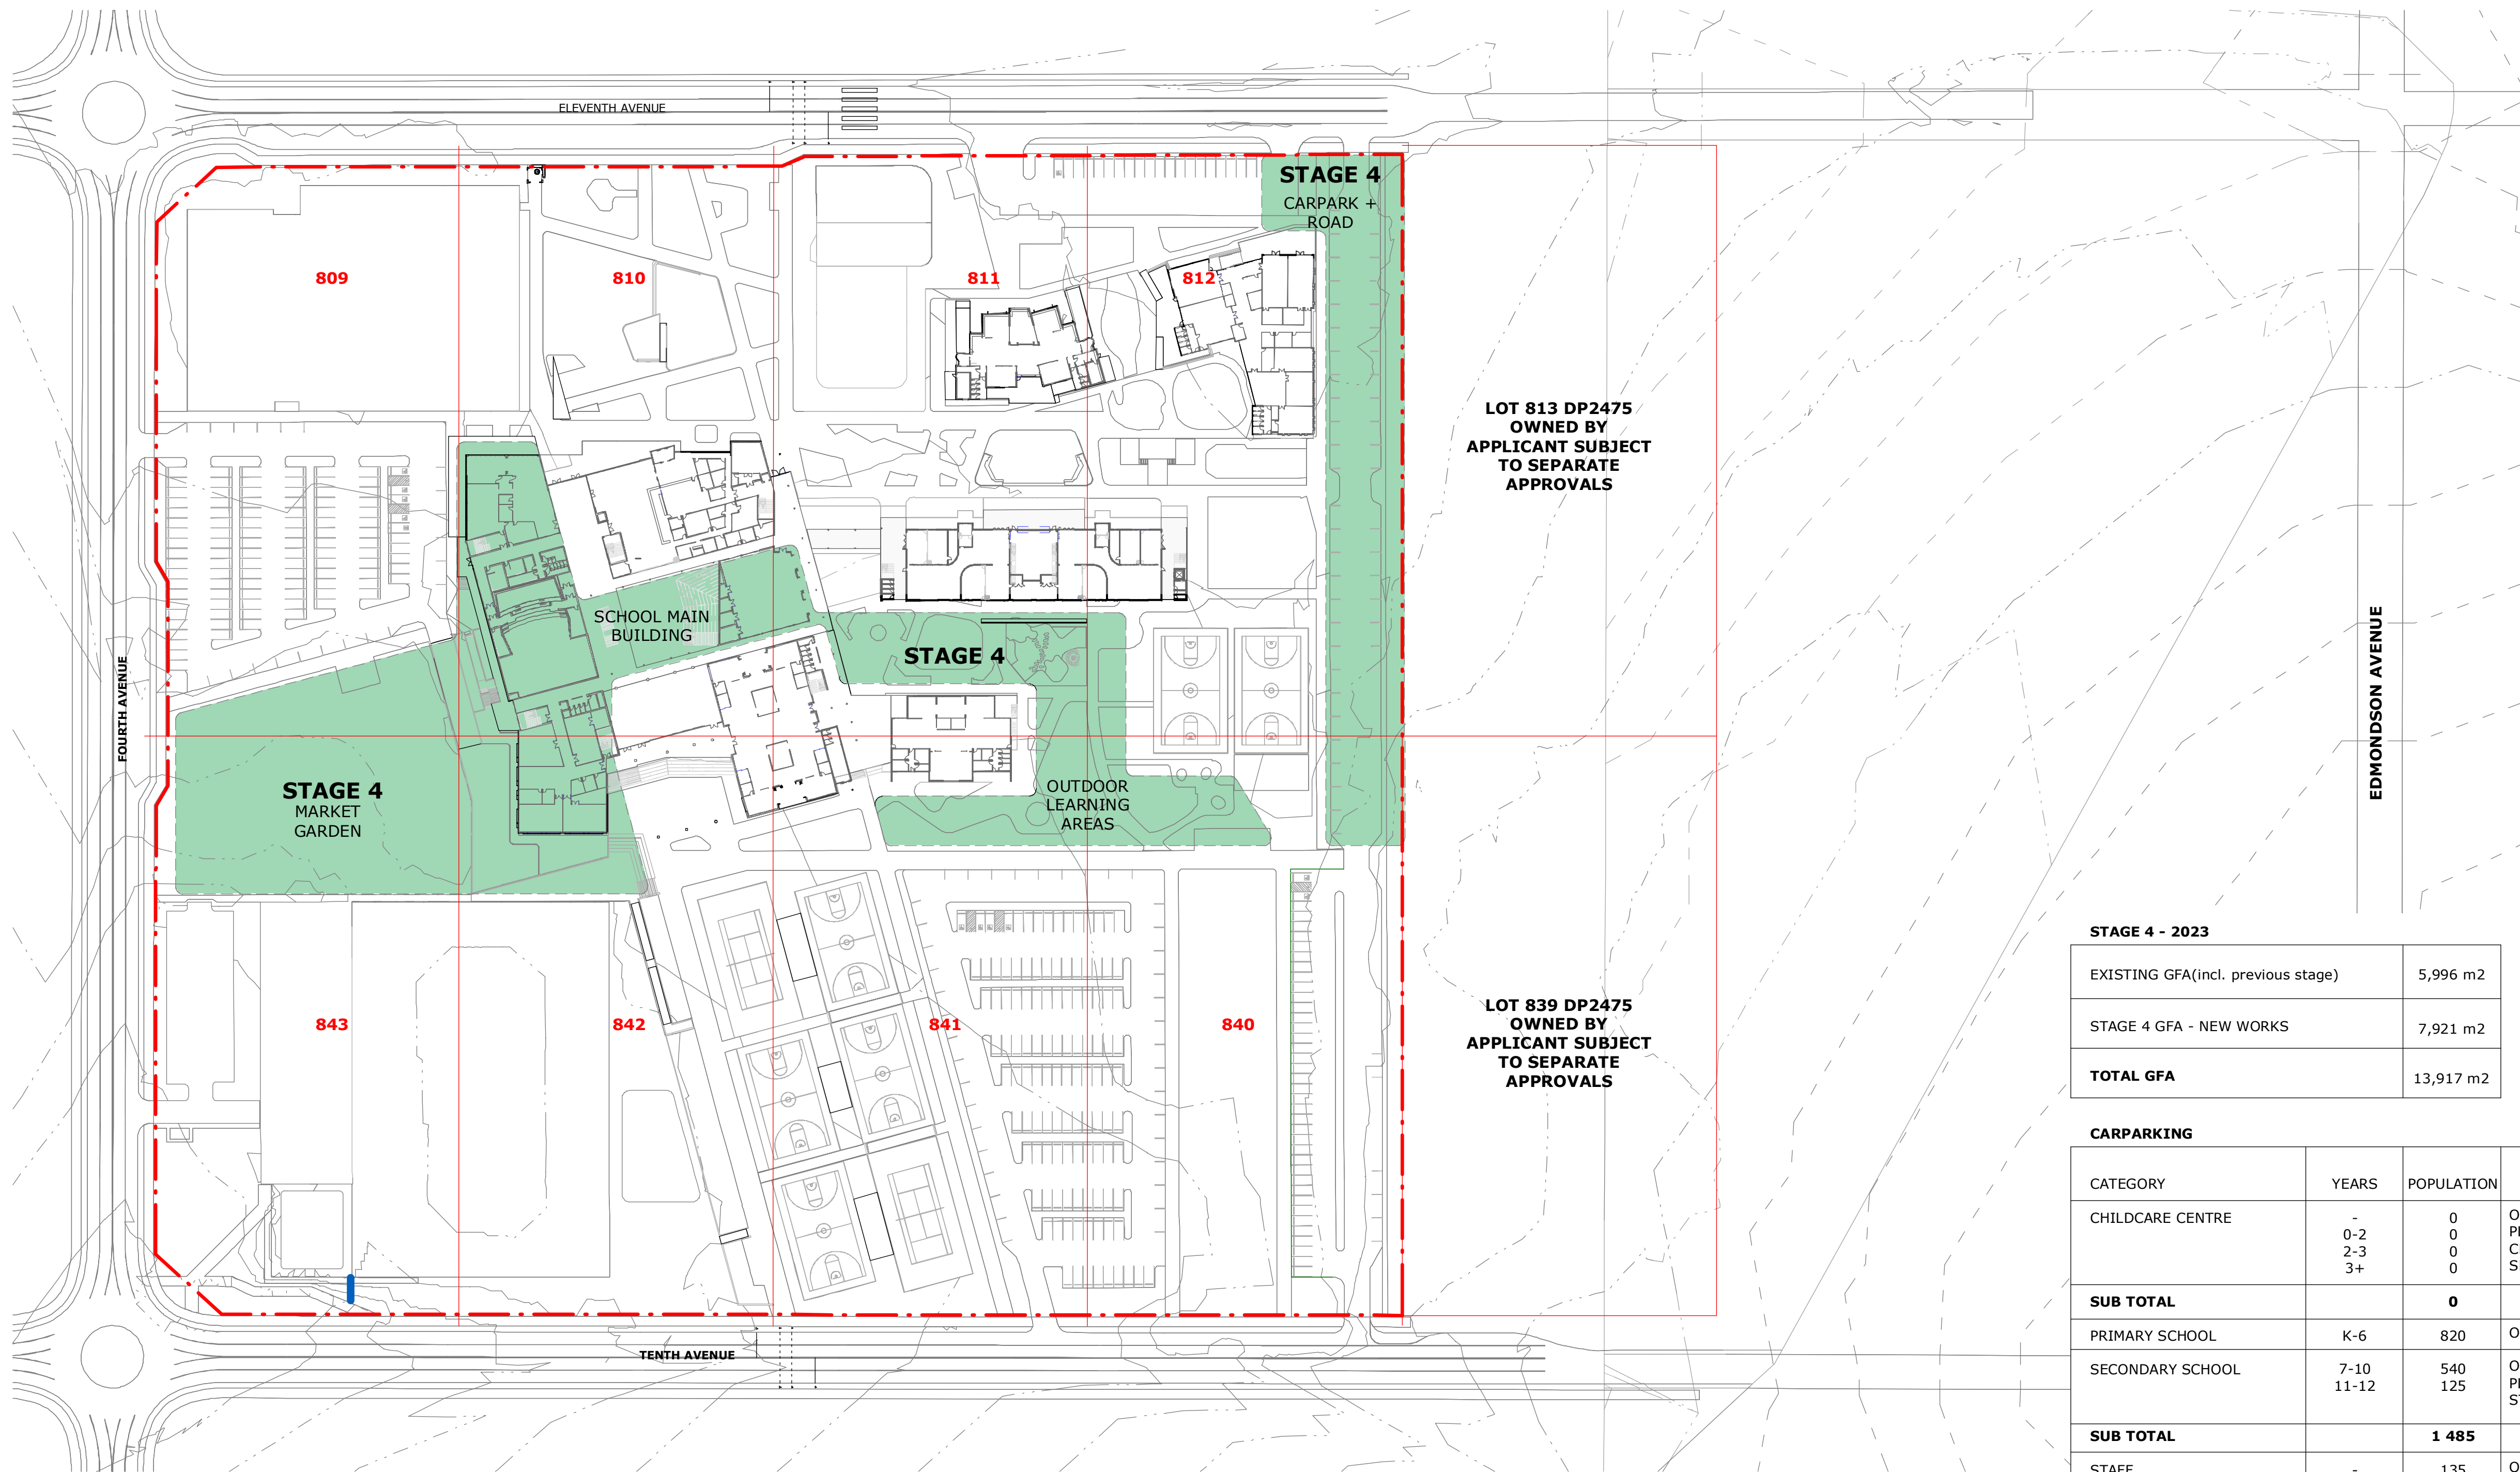 ELEVENTH AVENUE
STAGE 4
CARPARK +
ROAD
809
810
811
812
LOT 813 DP2475
OWNED BY
APPLICANT SUBJECT
TO SEPARATE
APPROVALS
SCHOOL MAIN
BUILDING
STAGE 4
FOURTH AVENUE
EDMONDSON AVENUE
STAGE 4
MARKET
GARDEN
OUTDOOR
LEARNING
AREAS
843
842
841
840
LOT 839 DP2475
OWNED BY
APPLICANT SUBJECT
TO SEPARATE
APPROVALS
TENTH AVENUE
STAGE 4 - 2023
EXISTING GFA(incl. previous stage) 5,996 m2
STAGE 4 GFA - NEW WORKS 7,921 m2
TOTAL GFA 13,917 m2
CARPARKING
CATEGORY YEARS POPULATION
CHILDCARE CENTRE - 0
0-2 0
2-3 0
3+ 0
SUB TOTAL 0
PRIMARY SCHOOL K-6 820
SECONDARY SCHOOL 7-10 540
11-12 125
SUB TOTAL 1 485
STAFF - 135